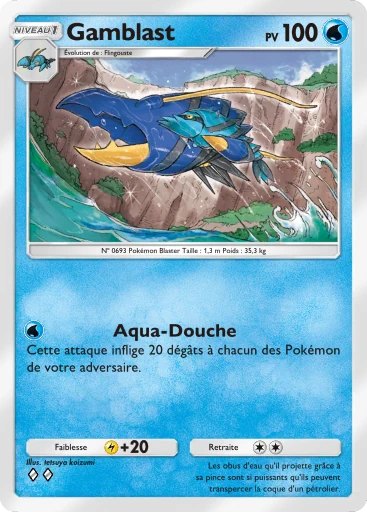 NIVEAU 1
Gamblast
PV 100
Évolution de : Flingouste
N° 0693 Pokémon Blaster Taille : 1,3 m Poids : 35,3 kg
Aqua-Douche
Cette attaque inflige 20 dégâts à chacun des Pokémon
de votre adversaire.
Faiblesse +20
Retraite
Illus. tetsuya koizumi
Les obus d'eau qu'il projette grâce à
sa pince sont si puissants qu'ils peuvent
transpercer la coque d'un pétrolier.